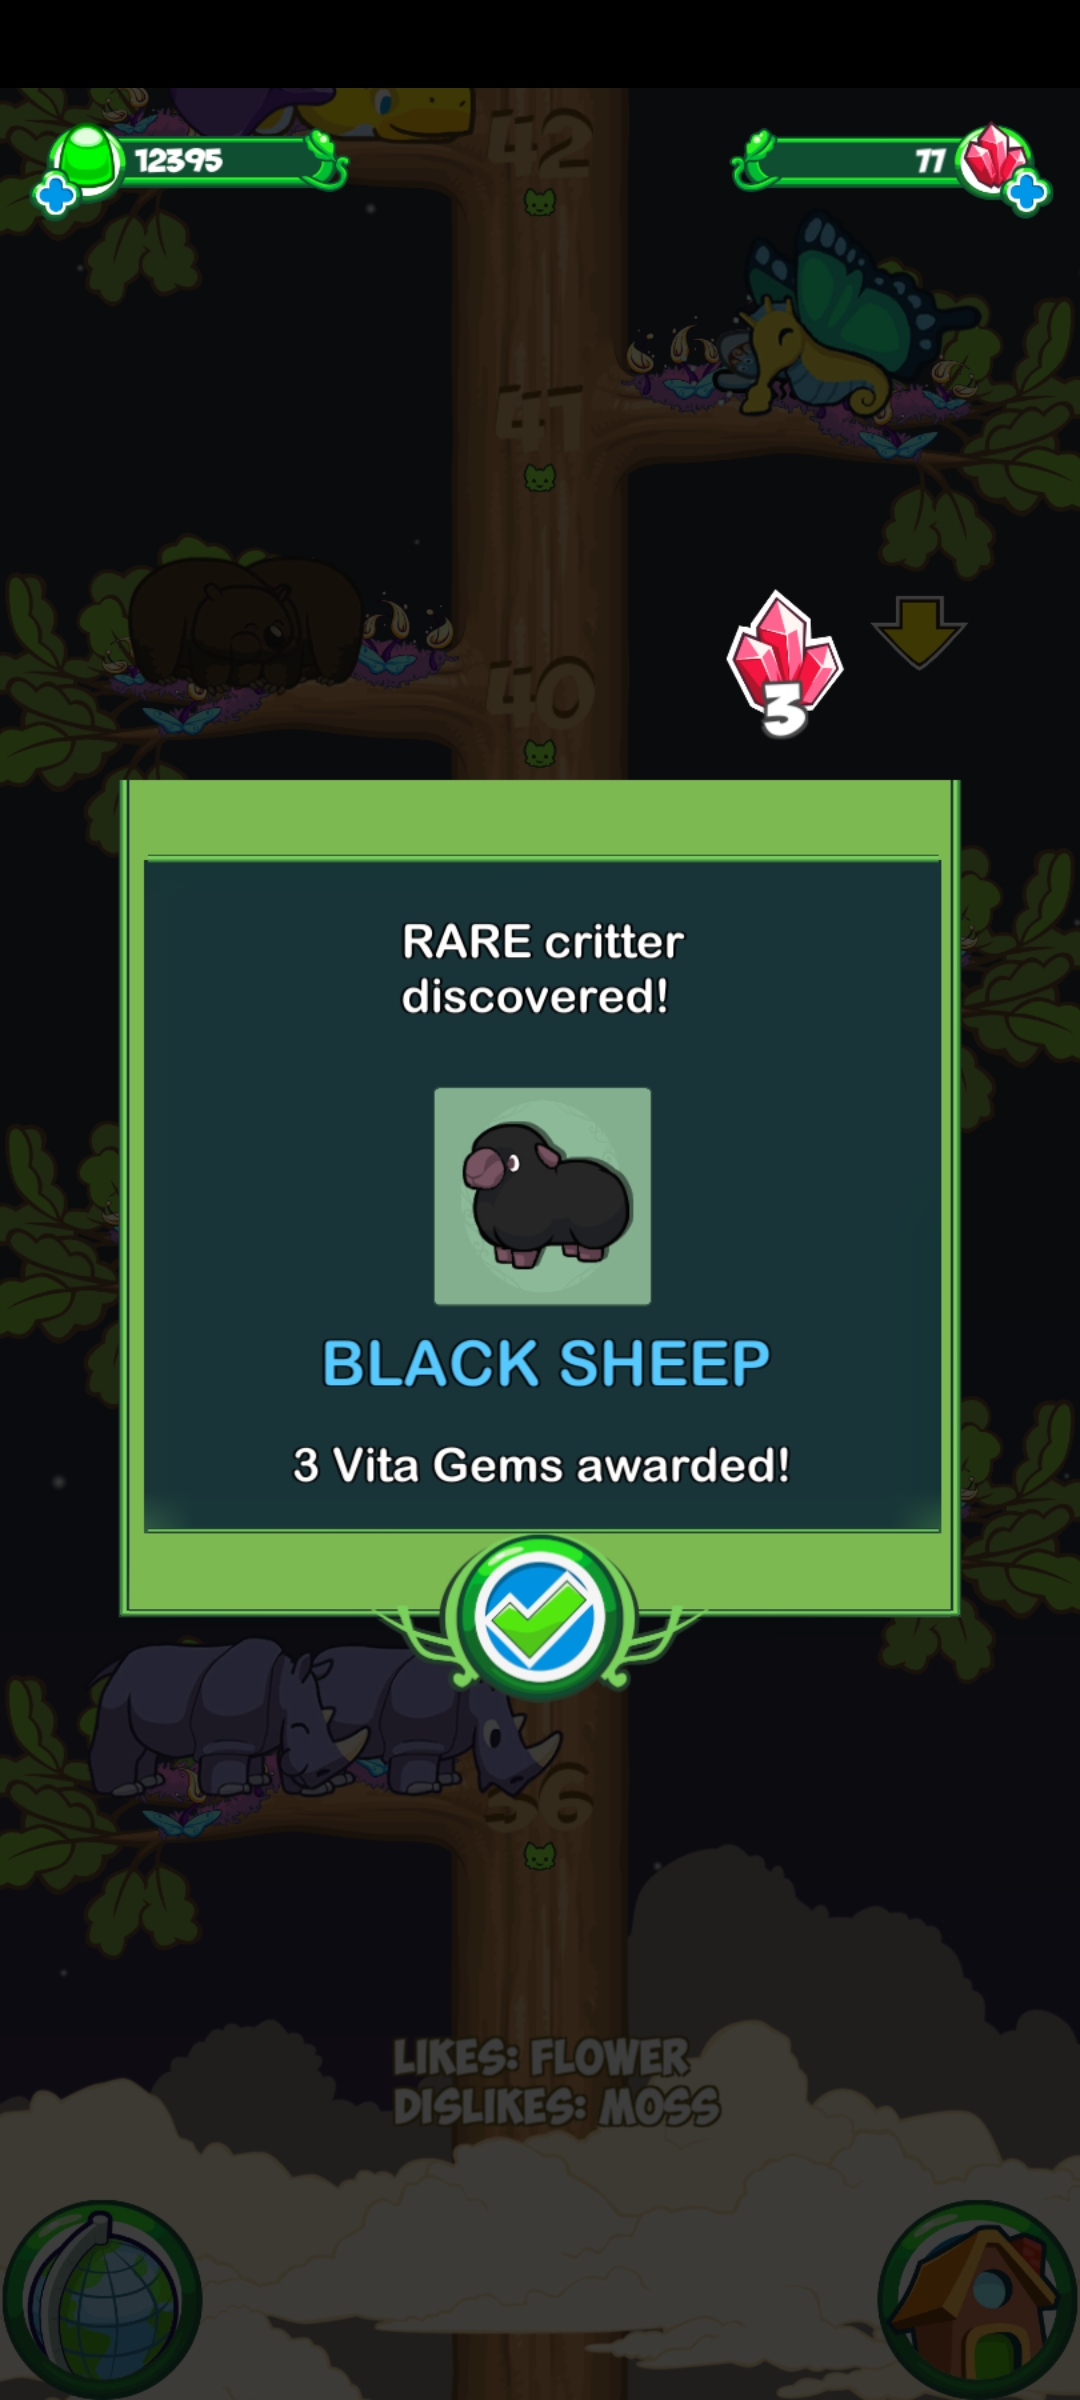 42
12395
77
41
40
3
RARE critter
discovered!
BLACK SHEEP
3 Vita Gems awarded!
36
LIKES: FLOWER
DISLIKES: MOSS